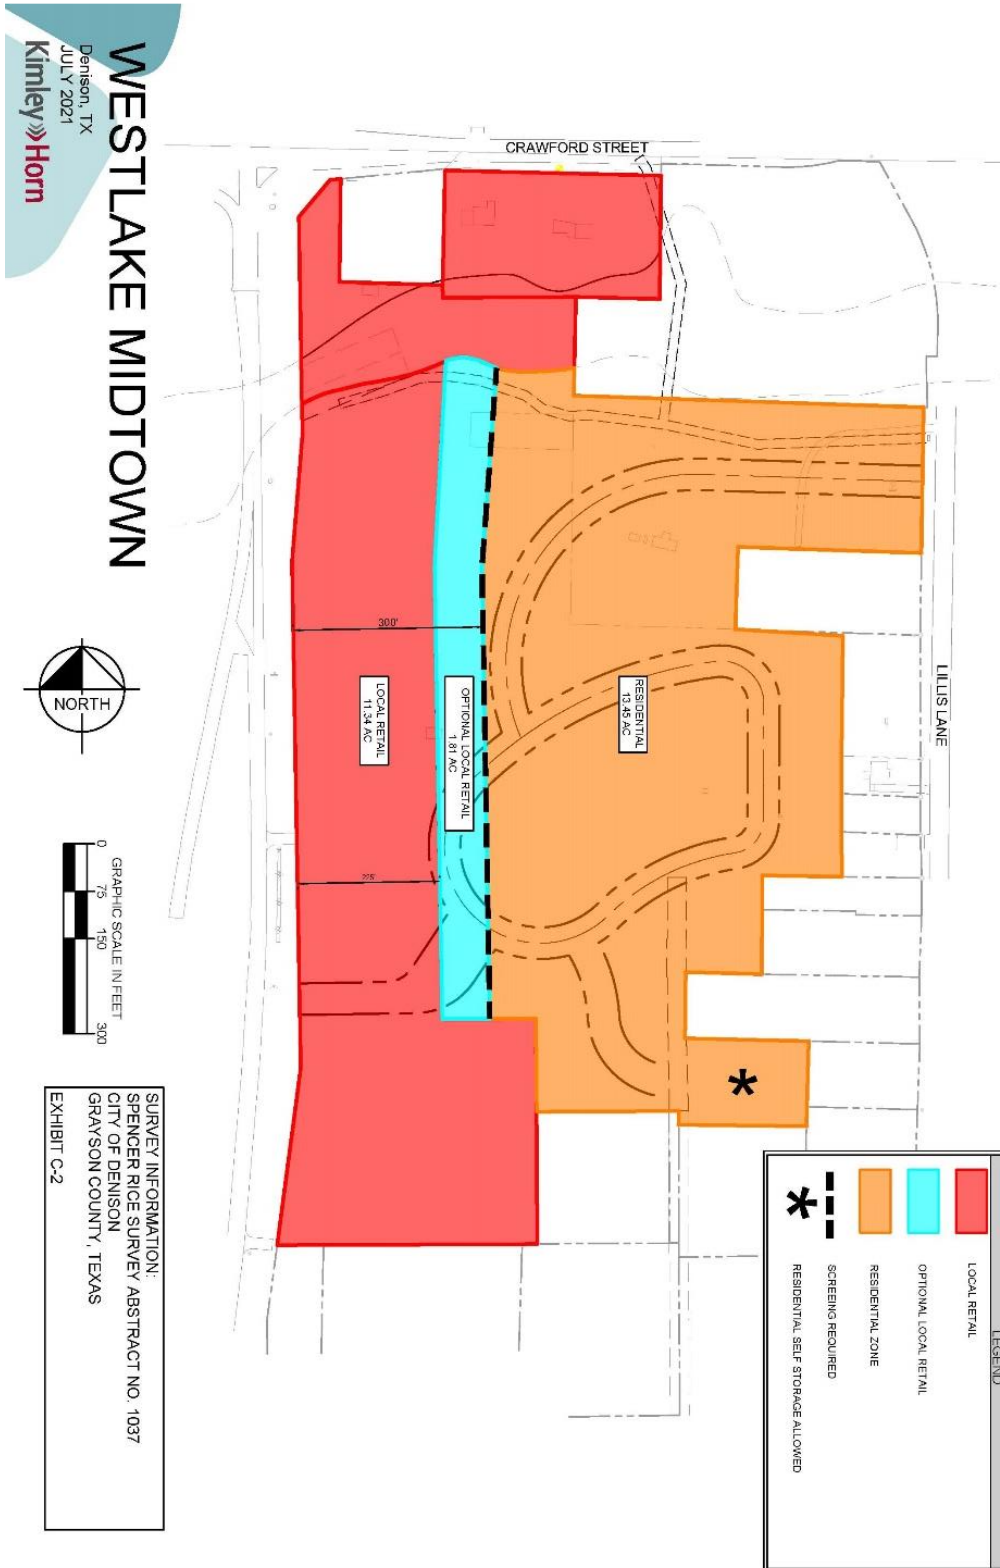 WESTLAKE MIDTOWN
Denison, TX
JULY 2021
Kimley»Horn
CRAWFORD STREET
LILLIS LANE
300'
225'
LOCAL RETAIL
11.34 AC
OPTIONAL LOCAL RETAIL
1.81 AC
RESIDENTIAL
13.45 AC
*
NORTH
GRAPHIC SCALE IN FEET
0 75 150 300
LEGEND
LOCAL RETAIL
OPTIONAL LOCAL RETAIL
RESIDENTIAL ZONE
SCREEING REQUIRED
* RESIDENTIAL SELF STORAGE ALLOWED
SURVEY INFORMATION:
SPENCER RICE SURVEY ABSTRACT NO. 1037
CITY OF DENISON
GRAYSON COUNTY, TEXAS
EXHIBIT C-2